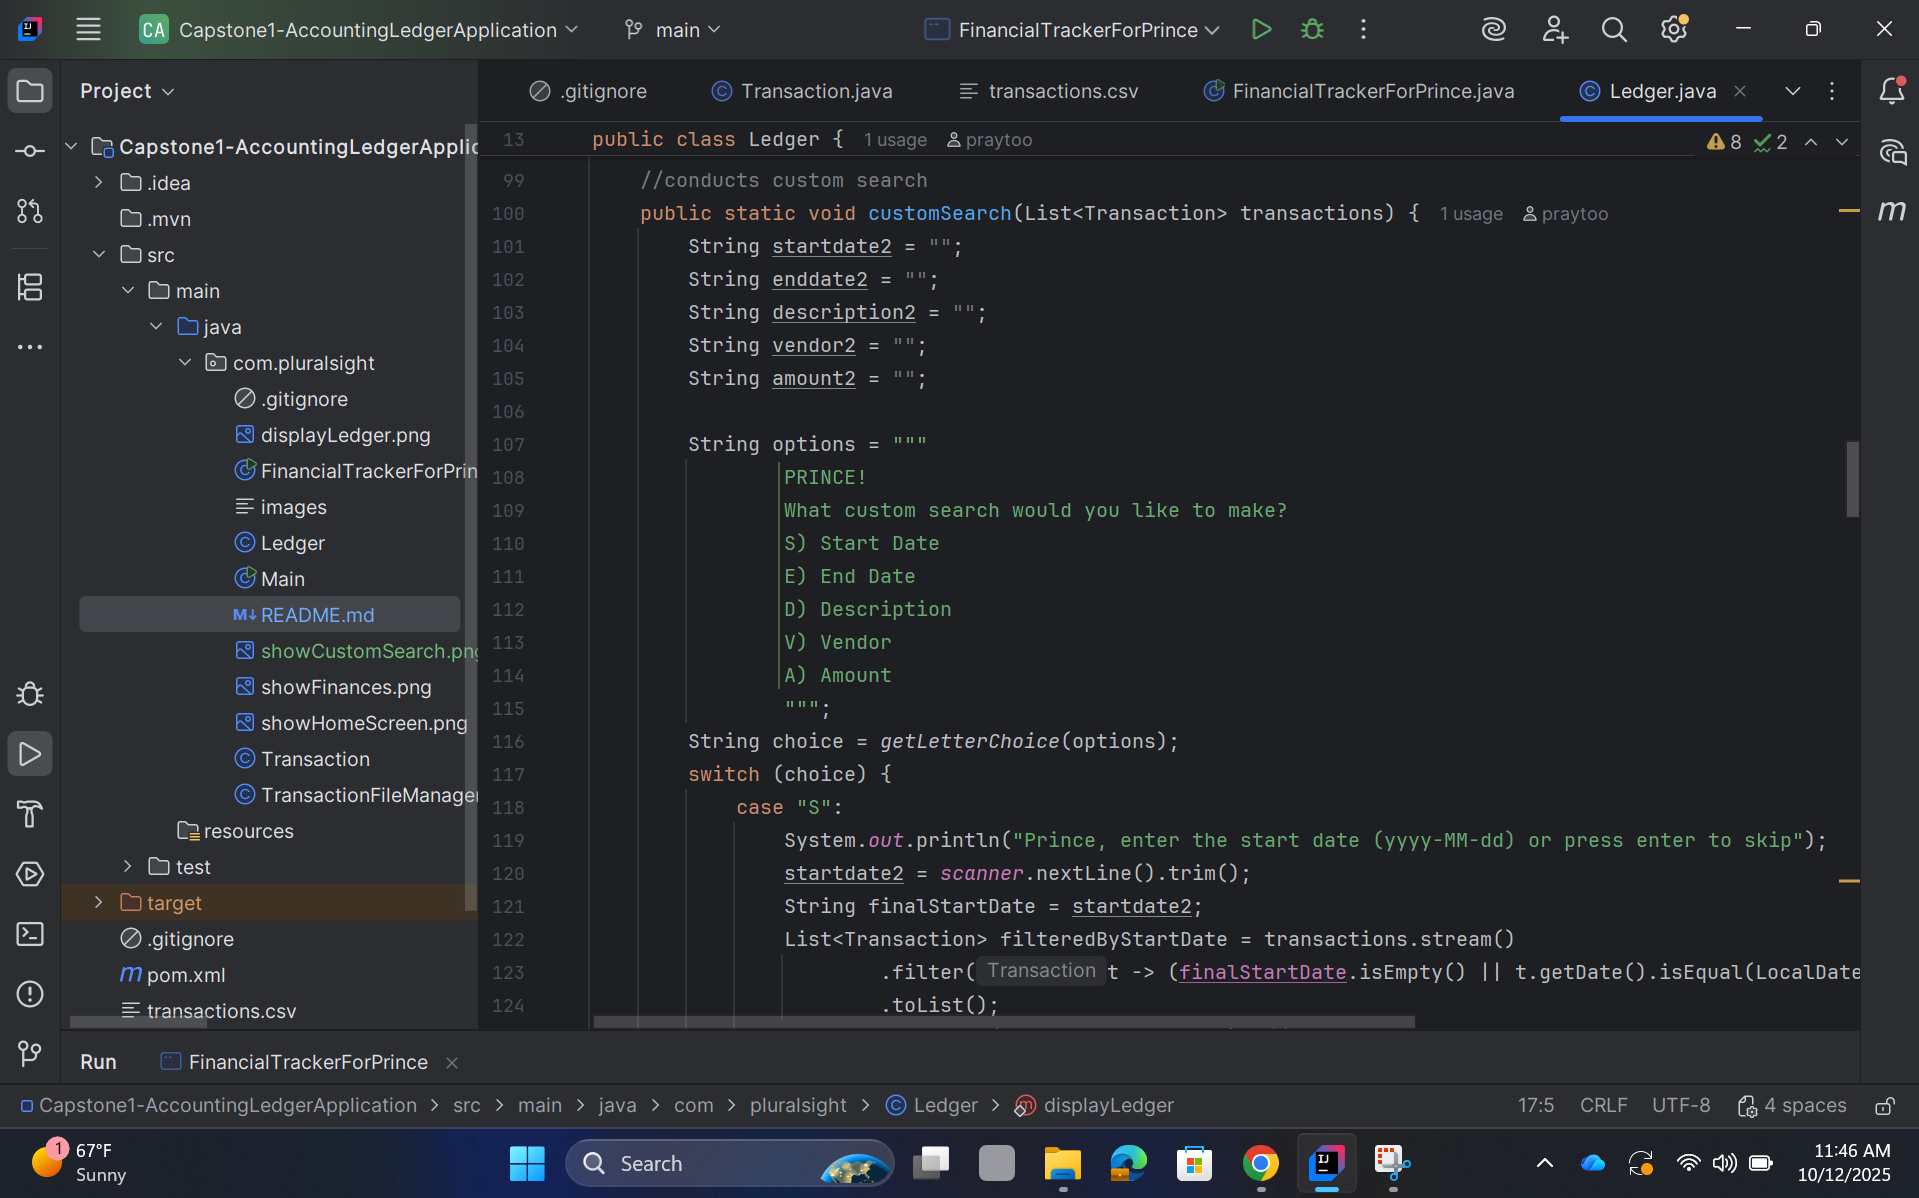 CA Capstone1-AccountingLedgerApplication main FinancialTrackerForPrince
Project
Capstone1-AccountingLedgerApplic
.idea
.mvn
src
main
java
com.pluralsight
.gitignore
displayLedger.png
FinancialTrackerForPrin
images
Ledger
Main
M↓ README.md
showCustomSearch.png
showFinances.png
showHomeScreen.png
Transaction
TransactionFileManager
resources
test
target
.gitignore
m pom.xml
transactions.csv
.gitignore Transaction.java transactions.csv FinancialTrackerForPrince.java Ledger.java
13 public class Ledger { 1 usage praytoo 8 2
99 //conducts custom search
100 public static void customSearch(List<Transaction> transactions) { 1 usage praytoo
101 String startdate2 = "";
102 String enddate2 = "";
103 String description2 = "";
104 String vendor2 = "";
105 String amount2 = "";
106
107 String options = """
108 PRINCE!
109 What custom search would you like to make?
110 S) Start Date
111 E) End Date
112 D) Description
113 V) Vendor
114 A) Amount
115 """;
116 String choice = getLetterChoice(options);
117 switch (choice) {
118 case "S":
119 System.out.println("Prince, enter the start date (yyyy-MM-dd) or press enter to skip");
120 startdate2 = scanner.nextLine().trim();
121 String finalStartDate = startdate2;
122 List<Transaction> filteredByStartDate = transactions.stream()
123 .filter( Transaction t -> (finalStartDate.isEmpty() || t.getDate().isEqual(LocalDate
124 .toList();
m
Run FinancialTrackerForPrince
Capstone1-AccountingLedgerApplication > src > main > java > com > pluralsight > Ledger > displayLedger 17:5 CRLF UTF-8 4 spaces
1 67°F
Sunny
Search
11:46 AM
10/12/2025